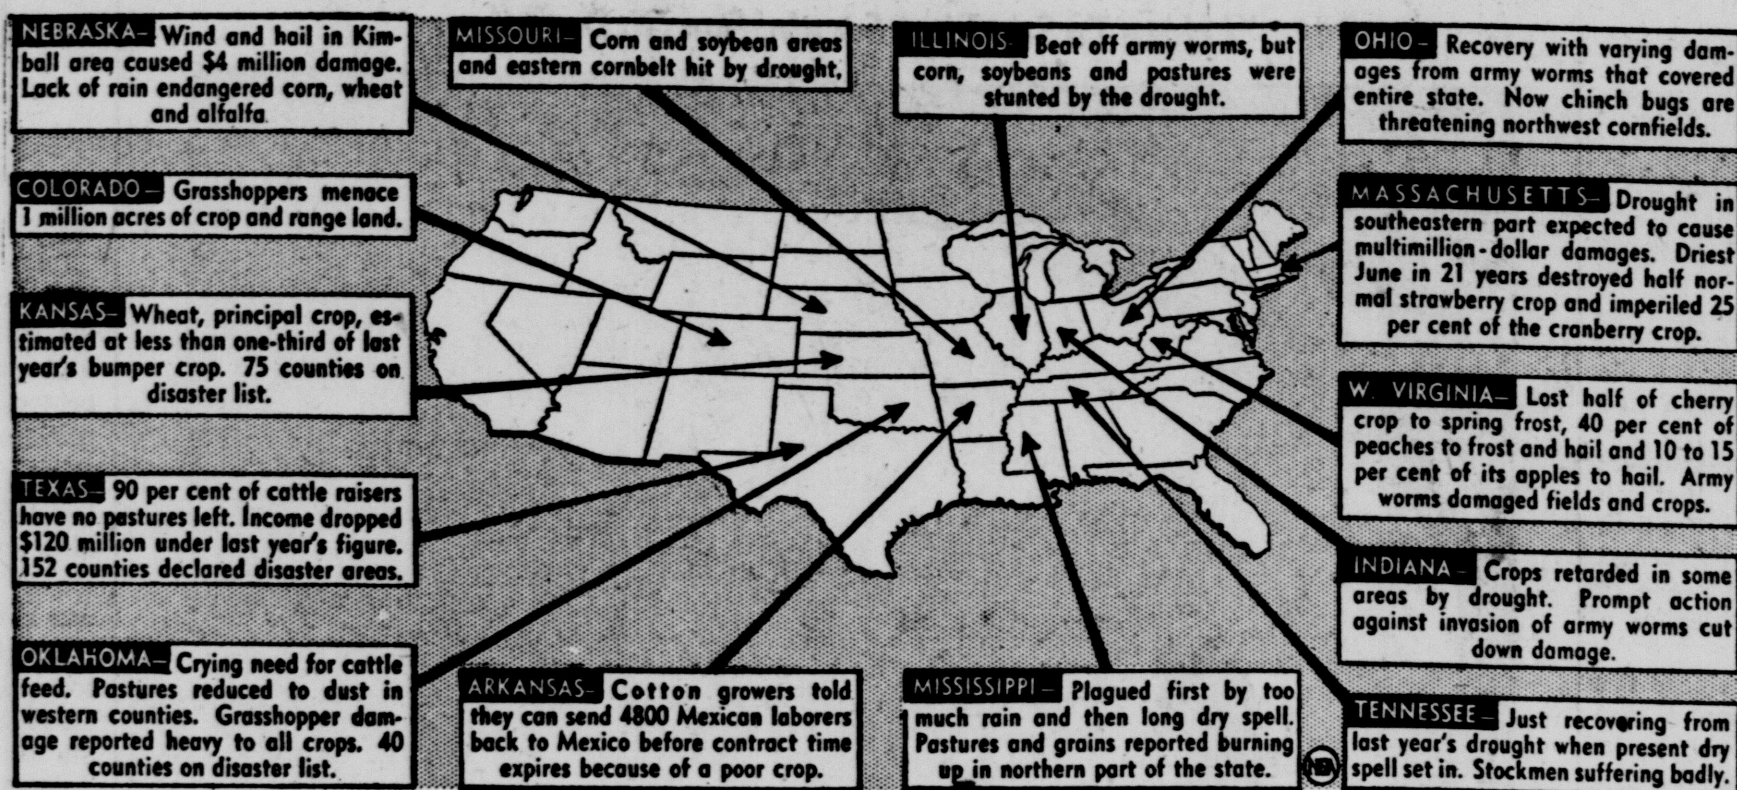 NEBRASKA— Wind and hail in Kim-
ball area caused $4 million damage.
Lack of rain endangered corn, wheat
and alfalfa
MISSOURI— Corn and soybean areas
and eastern cornbelt hit by drought.
ILLINOIS- Beat off army worms, but
corn, soybeans and pastures were
stunted by the drought.
OHIO— Recovery with varying dam-
ages from army worms that covered
entire state. Now chinch bugs are
threatening northwest cornfields.
COLORADO— Grasshoppers menace
1 million acres of crop and range land.
MASSACHUSETTS— Drought in
southeastern part expected to cause
multimillion-dollar damages. Driest
June in 21 years destroyed half nor-
mal strawberry crop and imperiled 25
per cent of the cranberry crop.
KANSAS— Wheat, principal crop, es-
timated at less than one-third of last
year's bumper crop. 75 counties on
disaster list.
W. VIRGINIA— Lost half of cherry
crop to spring frost, 40 per cent of
peaches to frost and hail and 10 to 15
per cent of its apples to hail. Army
worms damaged fields and crops.
TEXAS— 90 per cent of cattle raisers
have no pastures left. Income dropped
$120 million under last year's figure.
152 counties declared disaster areas.
INDIANA— Crops retarded in some
areas by drought. Prompt action
against invasion of army worms cut
down damage.
OKLAHOMA— Crying need for cattle
feed. Pastures reduced to dust in
western counties. Grasshopper dam-
age reported heavy to all crops. 40
counties on disaster list.
ARKANSAS— Cotton growers told
they can send 4800 Mexican laborers
back to Mexico before contract time
expires because of a poor crop.
MISSISSIPPI— Plagued first by too
much rain and then long dry spell.
Pastures and grains reported burning
up in northern part of the state.
NEA
TENNESSEE— Just recovering from
last year's drought when present dry
spell set in. Stockmen suffering badly.